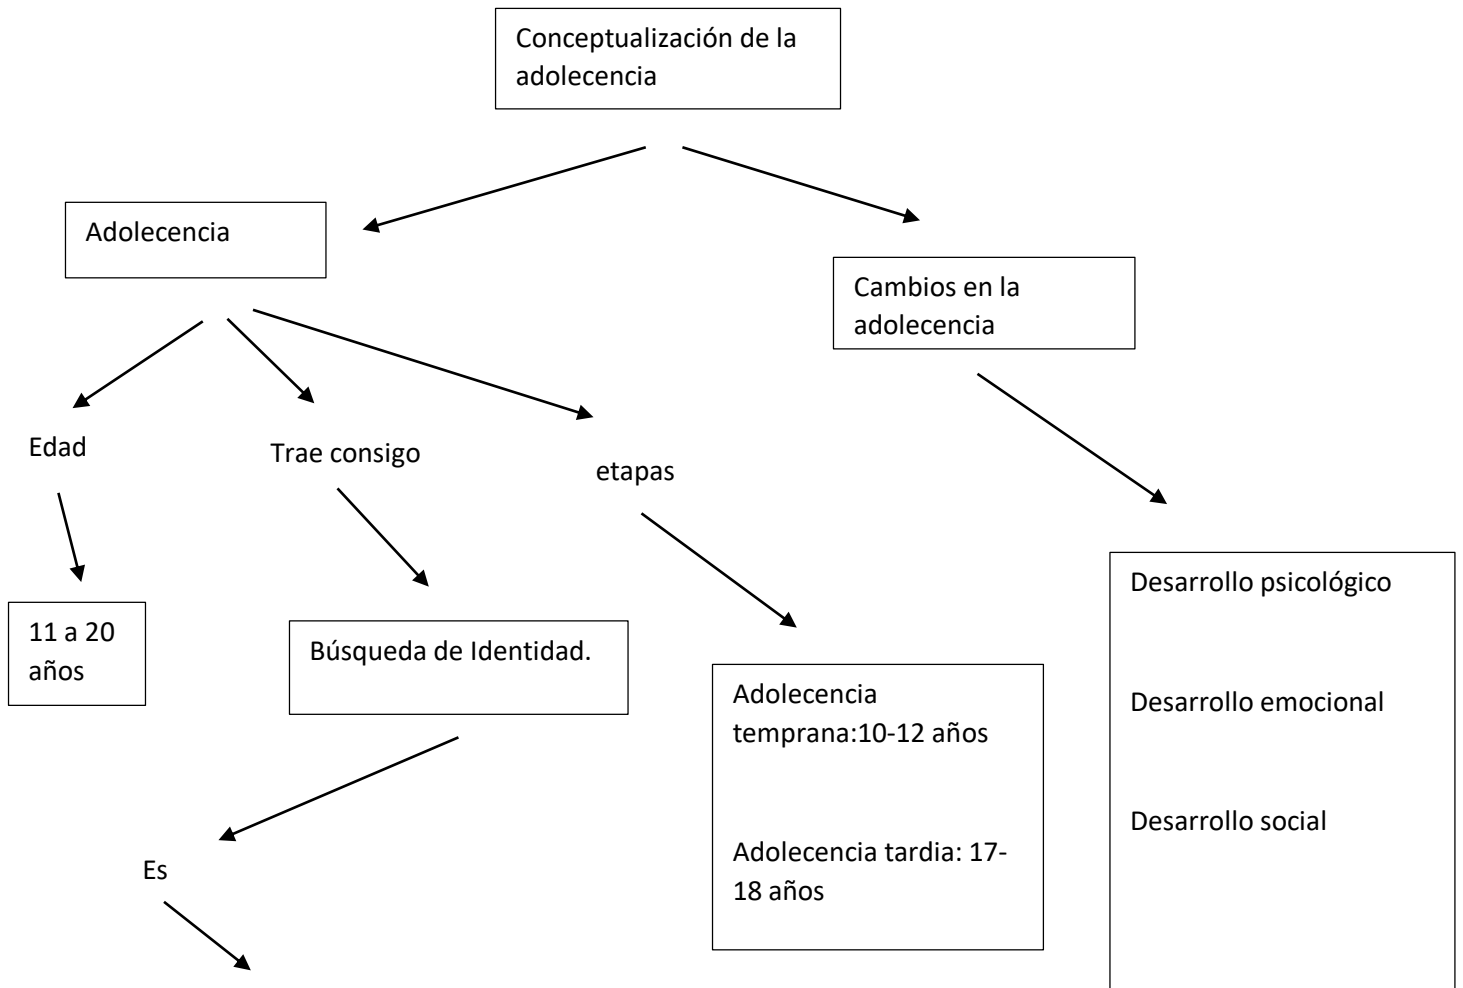 Conceptualización de la
adolecencia
Adolecencia
Cambios en la
adolecencia
Edad
Trae consigo
etapas
11 a 20
años
Búsqueda de Identidad.
Adolecencia
temprana:10-12 años
Adolecencia tardia: 17-
18 años
Desarrollo psicológico
Desarrollo emocional
Desarrollo social
Es